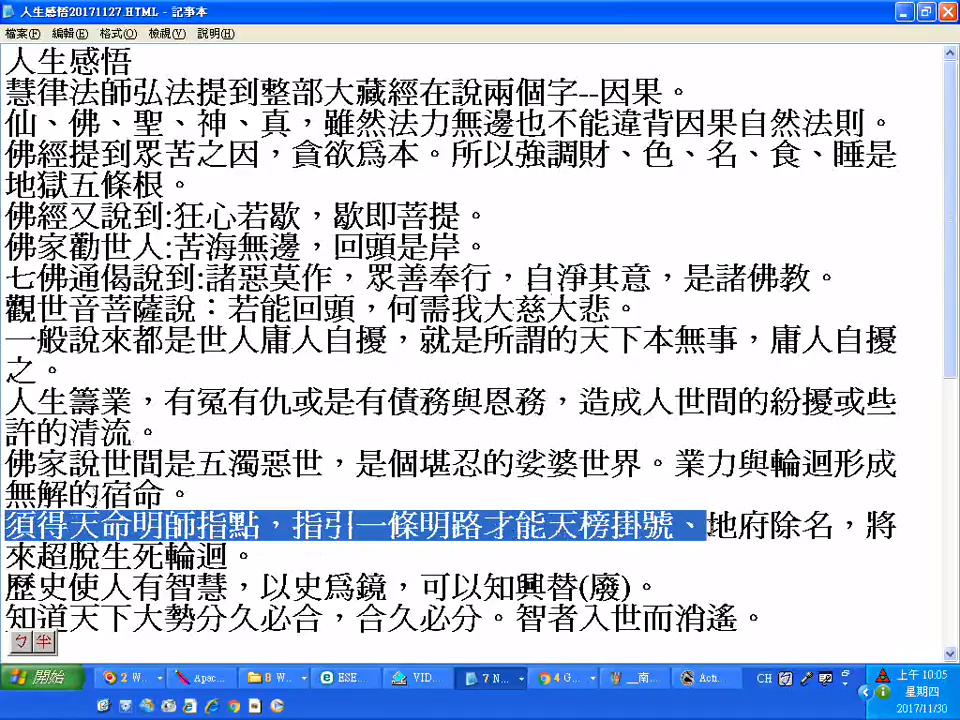 人生感悟20171127.HTML - 記事本
檔案(F) 編輯(E) 格式(O) 檢視(V) 說明(H)
人生感悟
慧律法師弘法提到整部大藏經在說兩個字--因果。
仙、佛、聖、神、真，雖然法力無邊也不能違背因果自然法則。
佛經提到眾苦之因，貪欲為本。所以強調財、色、名、食、睡是
地獄五條根。
佛經又說到:狂心若歇，歇即菩提。
佛家勸世人:苦海無邊，回頭是岸。
七佛通偈說到:諸惡莫作，眾善奉行，自淨其意，是諸佛教。
觀世音菩薩說：若能回頭，何需我大慈大悲。
一般說來都是世人庸人自擾，就是所謂的天下本無事，庸人自擾
之。
人生籌業，有冤有仇或是有債務與恩務，造成人世間的紛擾或些
許的清流。
佛家說世間是五濁惡世，是個堪忍的娑婆世界。業力與輪迴形成
無解的宿命。
須得天命明師指點，指引一條明路才能天榜掛號、地府除名，將
來超脫生死輪迴。
歷史使人有智慧，以史為鏡，可以知興替(廢)。
知道天下大勢分久必合，合久必分。智者入世而消遙。
ㄅ 半
開始 2 W... Apac... 8 W... ESE... VID... 7 N... 4 G... __南... Acti... CH 上午 10:05
星期四
2017/11/30